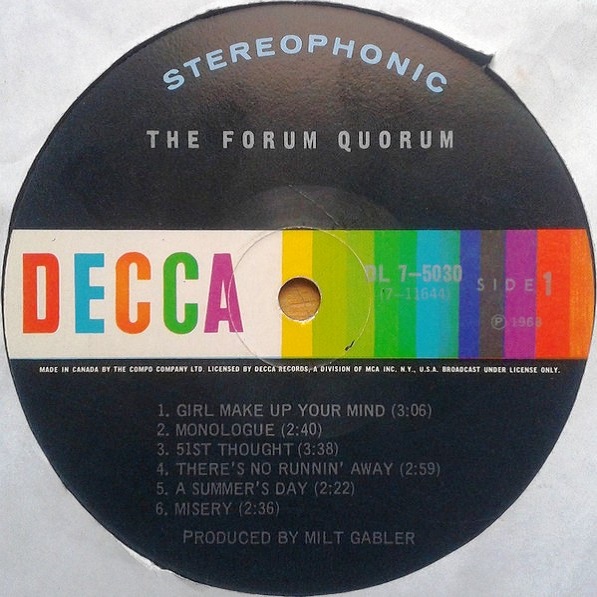 STEREOPHONIC
THE FORUM QUORUM
DECCA
DL 7-5030
(7-11644)
SIDE 1
Ⓟ 1968
MADE IN CANADA BY THE COMPO COMPANY LTD. LICENSED BY DECCA RECORDS, A DIVISION OF MCA INC. N.Y., U.S.A. BROADCAST UNDER LICENSE ONLY.
1. GIRL MAKE UP YOUR MIND (3:06)
2. MONOLOGUE (2:40)
3. 51ST THOUGHT (3:38)
4. THERE'S NO RUNNIN' AWAY (2:59)
5. A SUMMER'S DAY (2:22)
6. MISERY (2:36)
PRODUCED BY MILT GABLER